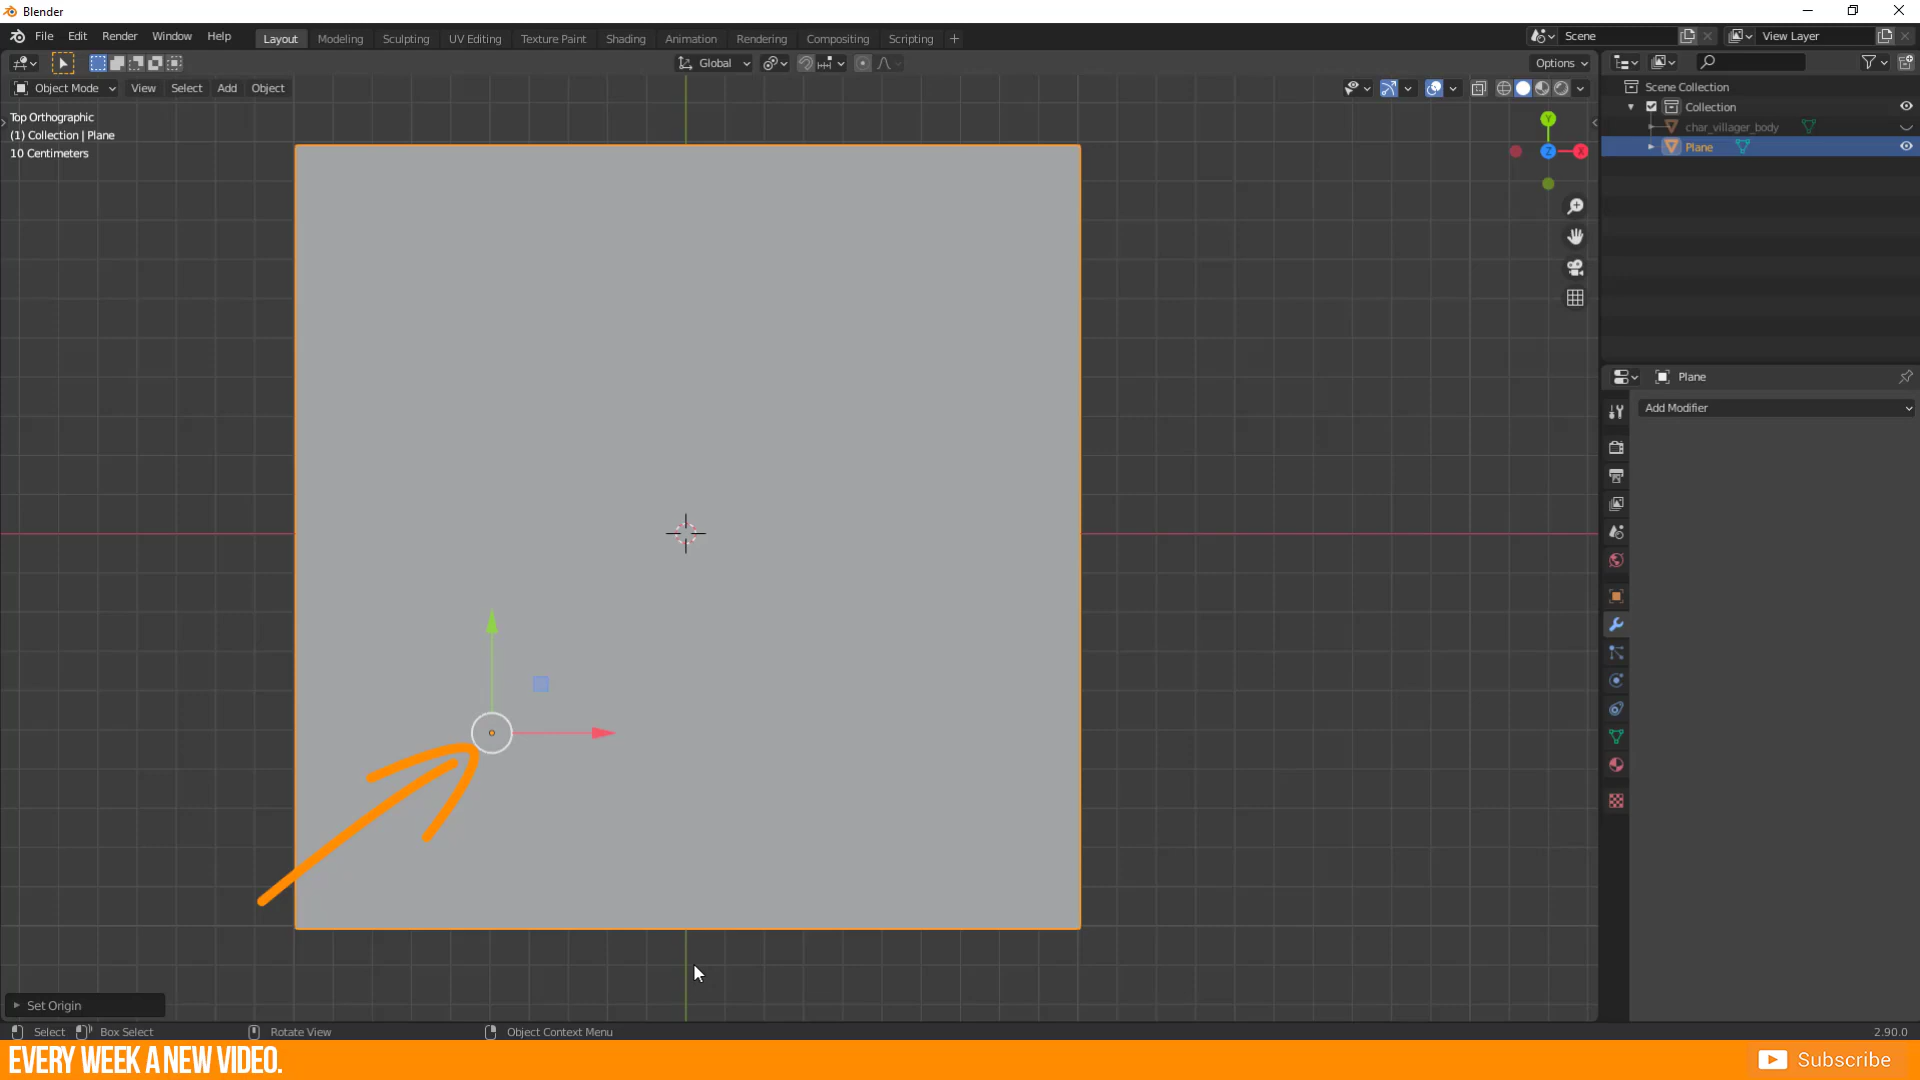 Blender
File Edit Render Window Help
Layout Modeling Sculpting UV Editing Texture Paint Shading Animation Rendering Compositing Scripting
Scene
View Layer
Global
Options
Object Mode View Select Add Object
Top Orthographic
(1) Collection | Plane
10 Centimeters
Y
Z
X
Scene Collection
Collection
char_villager_body
Plane
Plane
Add Modifier
Set Origin
Select Box Select Rotate View Object Context Menu 2.90.0
EVERY WEEK A NEW VIDEO.
Subscribe